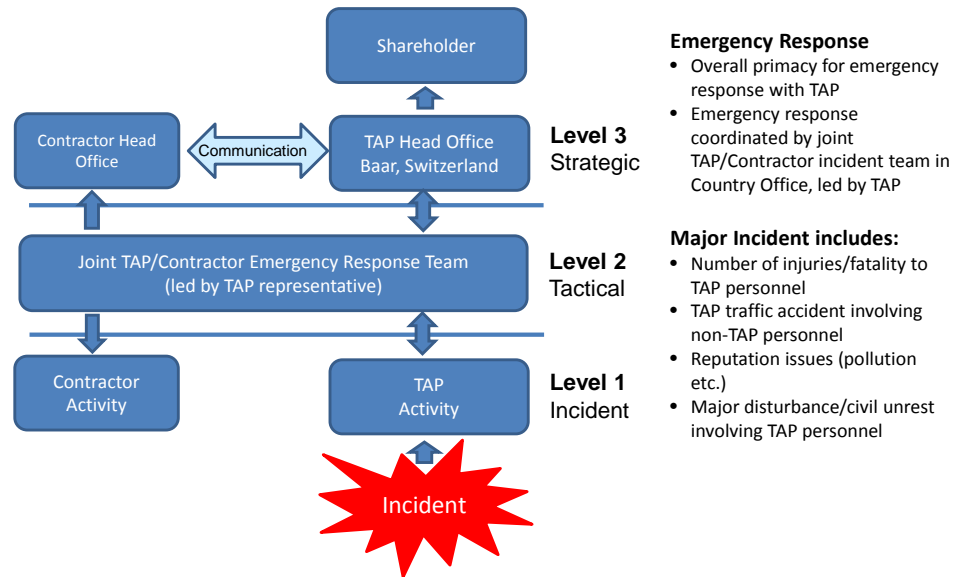 Shareholder
Contractor Head
Office
Communication
TAP Head Office
Baar, Switzerland
Level 3
Strategic
Joint TAP/Contractor Emergency Response Team
(led by TAP representative)
Level 2
Tactical
Contractor
Activity
TAP
Activity
Level 1
Incident
Incident
Emergency Response
• Overall primacy for emergency
response with TAP
• Emergency response
coordinated by joint
TAP/Contractor incident team in
Country Office, led by TAP
Major Incident includes:
• Number of injuries/fatality to
TAP personnel
• TAP traffic accident involving
non-TAP personnel
• Reputation issues (pollution
etc.)
• Major disturbance/civil unrest
involving TAP personnel